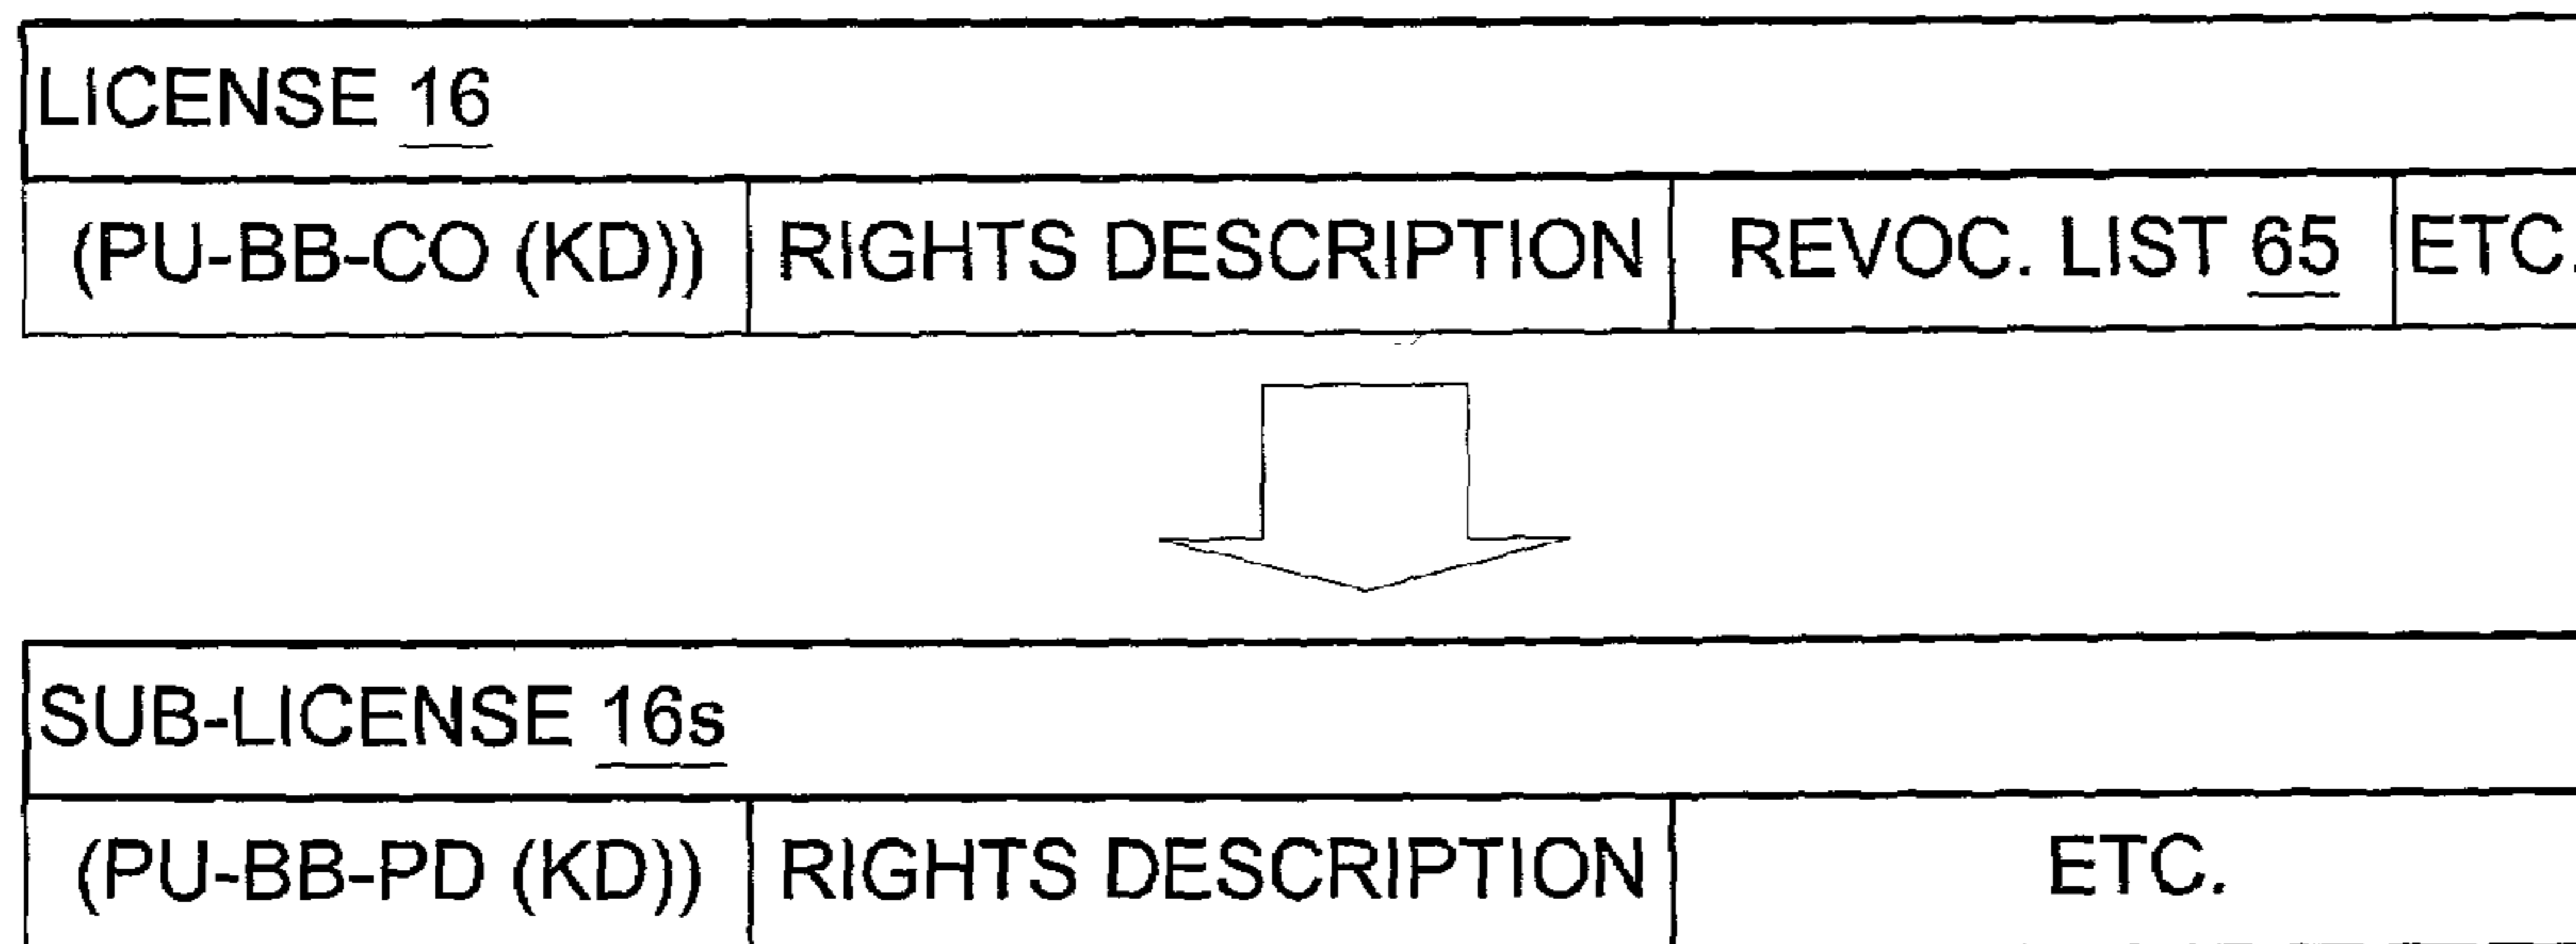 LICENSE 16
(PU-BB-CO (KD)) RIGHTS DESCRIPTION REVOC. LIST 65 ETC.
SUB-LICENSE 16s
(PU-BB-PD (KD)) RIGHTS DESCRIPTION ETC.